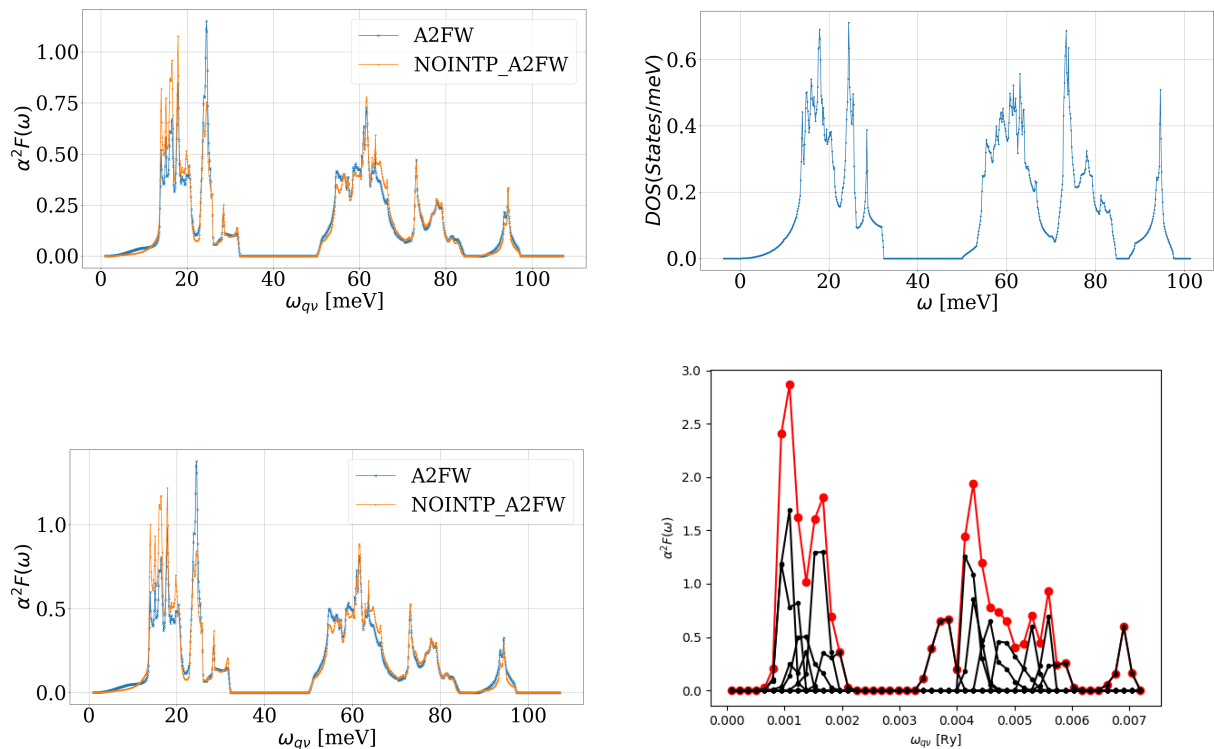 A2FW
NOINTP_A2FW
α²F(ω)
1.00
0.75
0.50
0.25
0.00
0 20 40 60 80 100
ω_qν [meV]
DOS(States/meV)
0.6
0.4
0.2
0.0
0 20 40 60 80 100
ω [meV]
A2FW
NOINTP_A2FW
α²F(ω)
1.0
0.5
0.0
0 20 40 60 80 100
ω_qν [meV]
α²F(ω)
3.0
2.5
2.0
1.5
1.0
0.5
0.0
0.000 0.001 0.002 0.003 0.004 0.005 0.006 0.007
ω_qν [Ry]